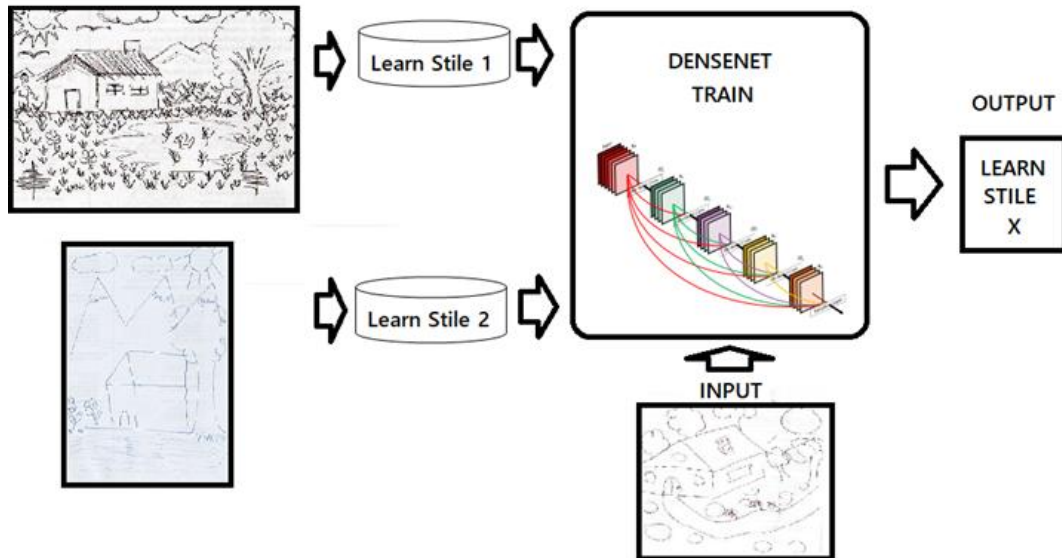 Learn Stile 1
DENSENET
TRAIN
OUTPUT
LEARN
STILE
X
Learn Stile 2
INPUT